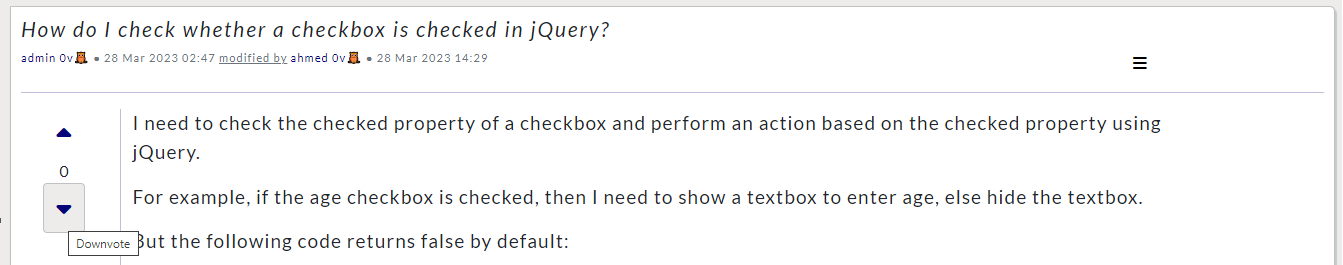 How do I check whether a checkbox is checked in jQuery?
admin 0v • 28 Mar 2023 02:47 modified by ahmed 0v • 28 Mar 2023 14:29
I need to check the checked property of a checkbox and perform an action based on the checked property using
jQuery.
0
For example, if the age checkbox is checked, then I need to show a textbox to enter age, else hide the textbox.
But the following code returns false by default:
Downvote